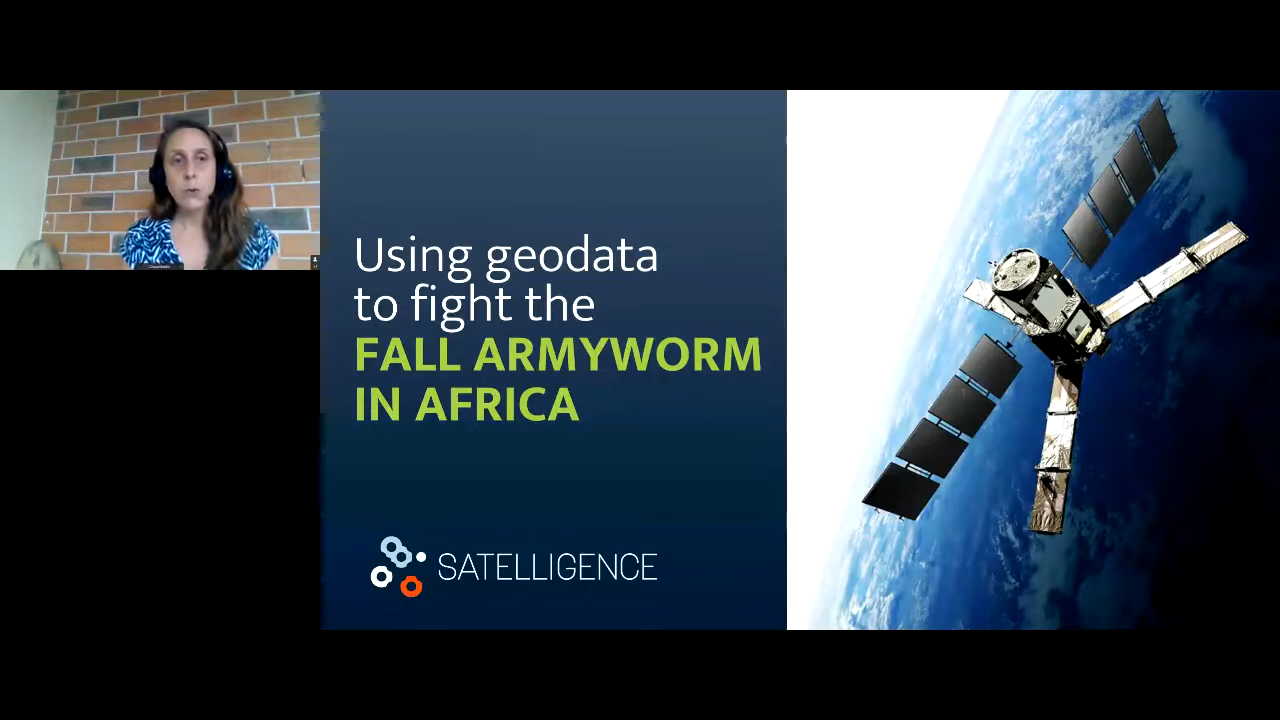 Using geodata
to fight the
FALL ARMYWORM
IN AFRICA
SATELLIGENCE